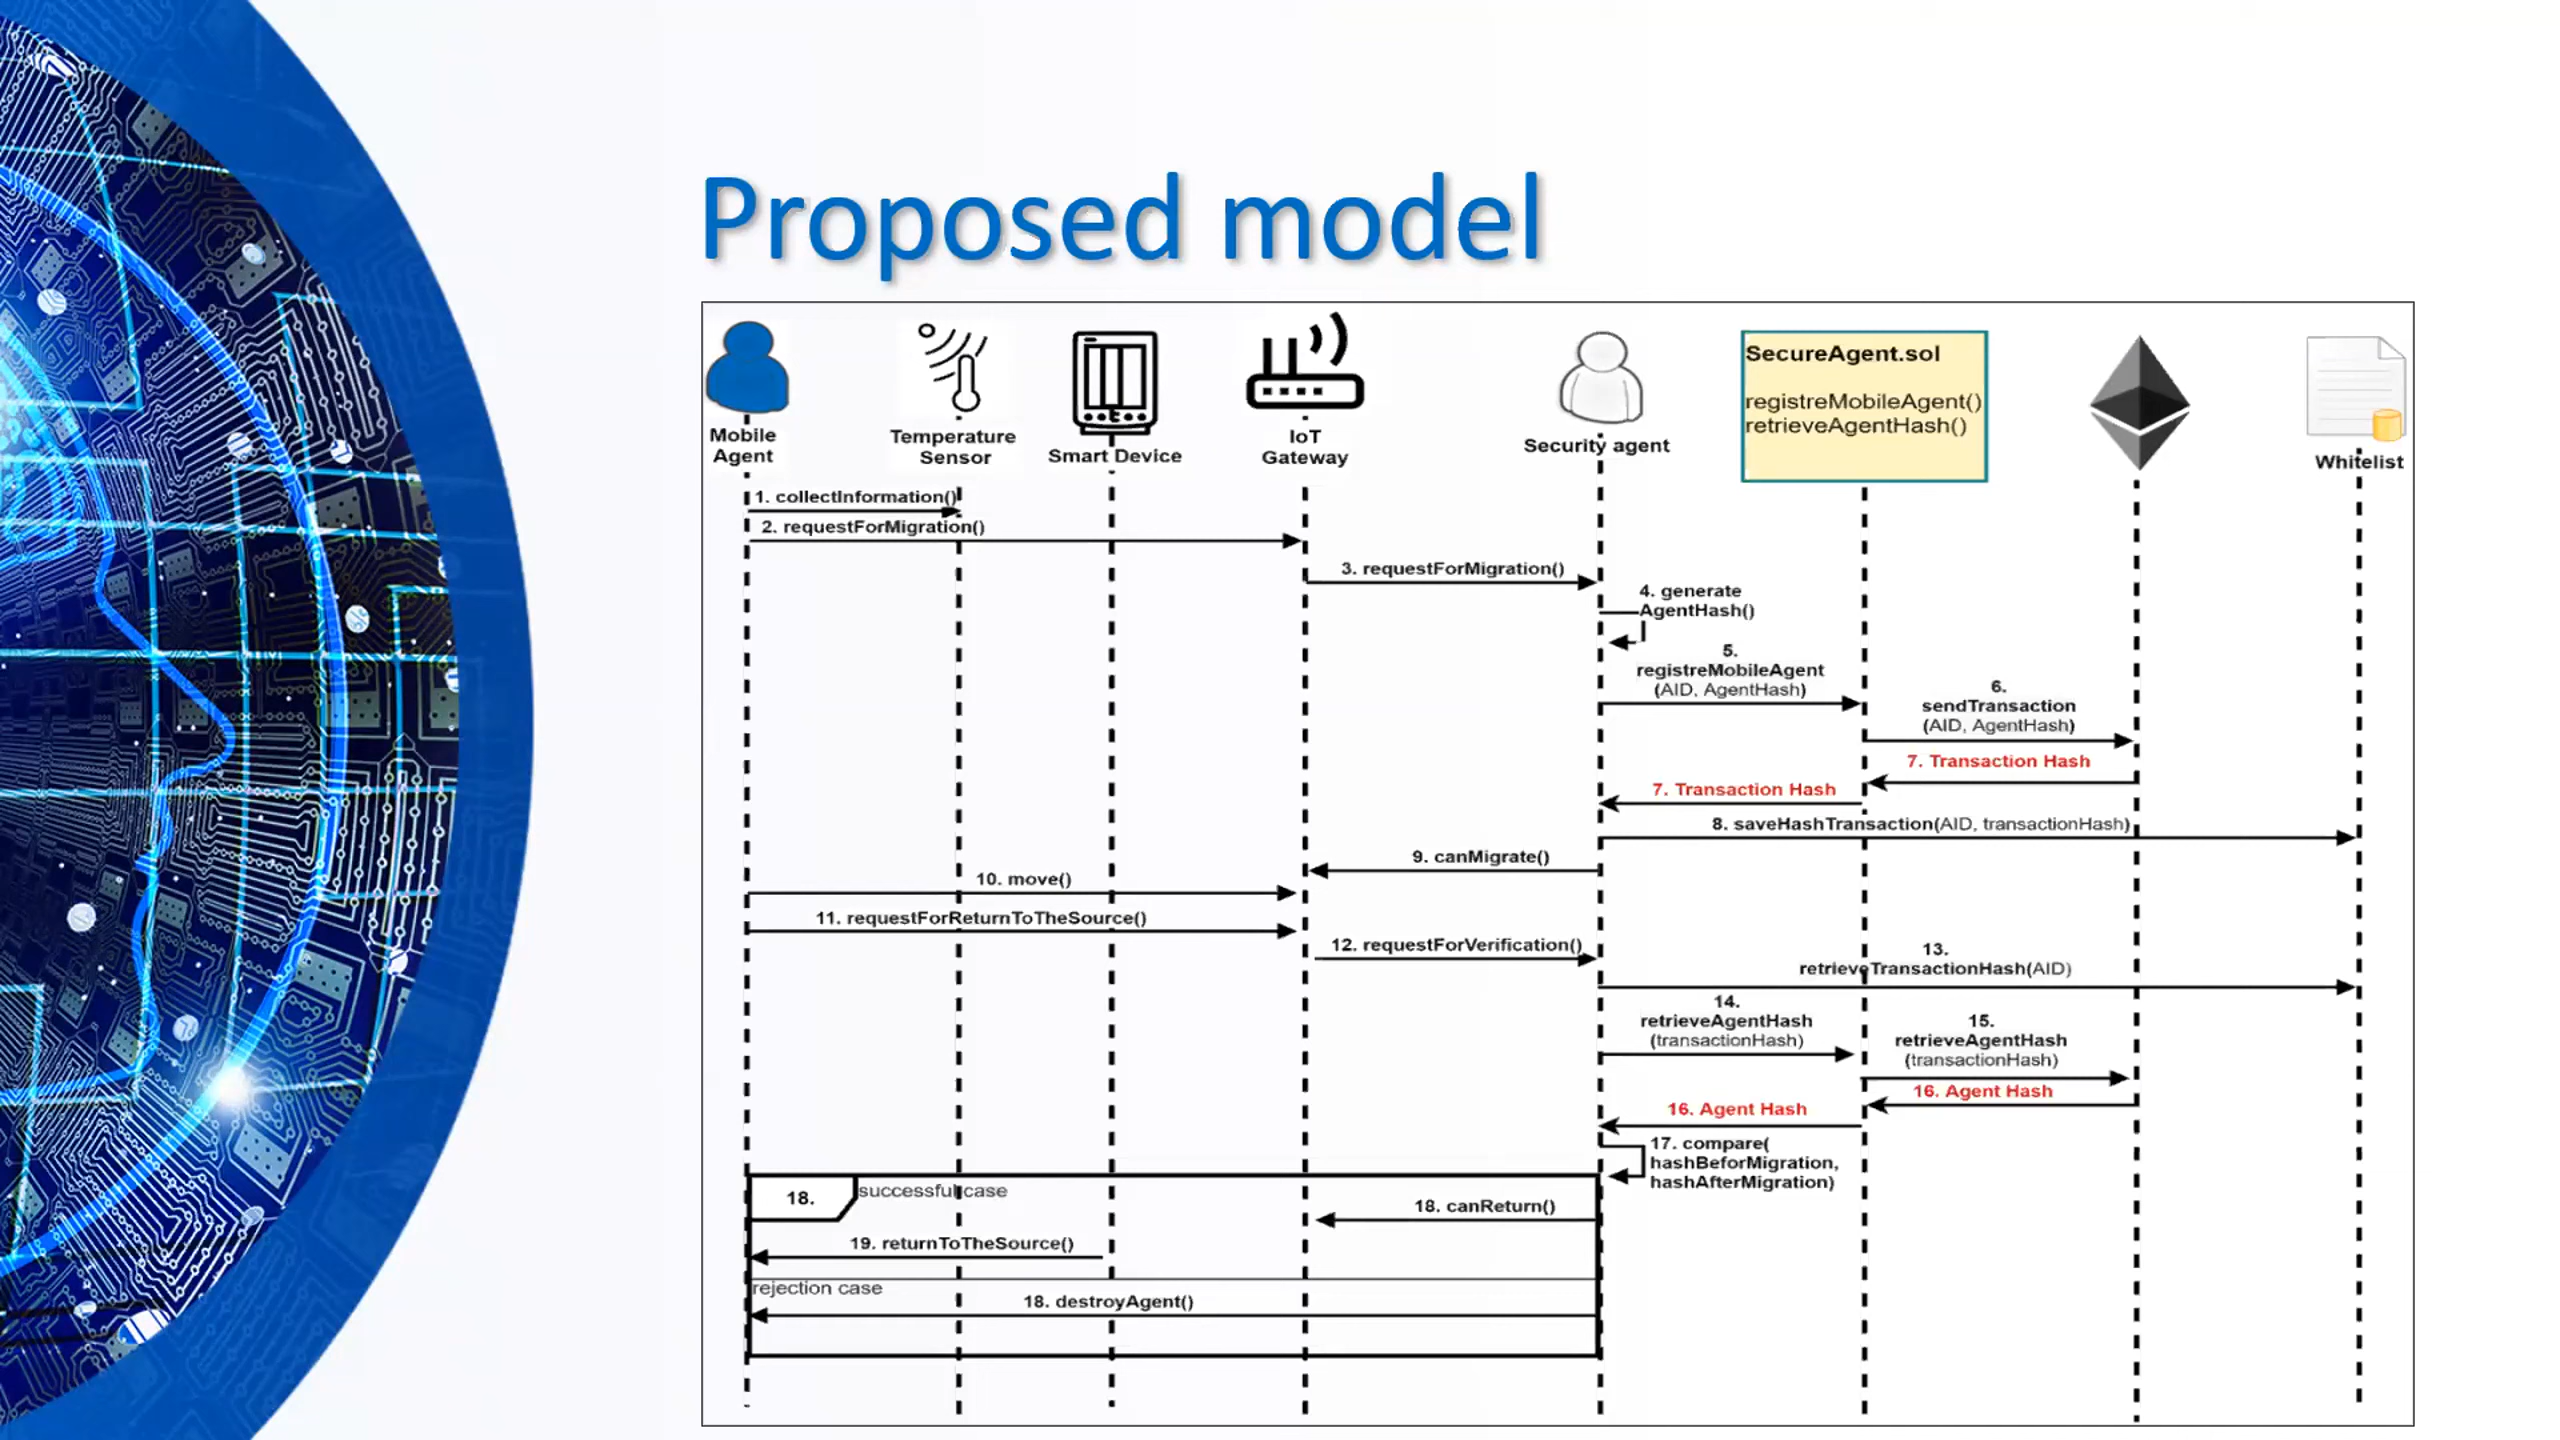 Proposed model
Mobile
Agent
Temperature
Sensor
Smart Device
IoT
Gateway
Security agent
SecureAgent.sol
registreMobileAgent()
retrieveAgentHash()
Whitelist
1. collectInformation()
2. requestForMigration()
3. requestForMigration()
4. generate
AgentHash()
5.
registreMobileAgent
(AID, AgentHash)
6.
sendTransaction
(AID, AgentHash)
7. Transaction Hash
7. Transaction Hash
8. saveHashTransaction(AID, transactionHash)
9. canMigrate()
10. move()
11. requestForReturnToTheSource()
12. requestForVerification()
13.
retrieveTransactionHash(AID)
14.
retrieveAgentHash
(transactionHash)
15.
retrieveAgentHash
(transactionHash)
16. Agent Hash
16. Agent Hash
17. compare(
hashBeforMigration,
hashAfterMigration)
18.
successful case
18. canReturn()
19. returnToTheSource()
rejection case
18. destroyAgent()